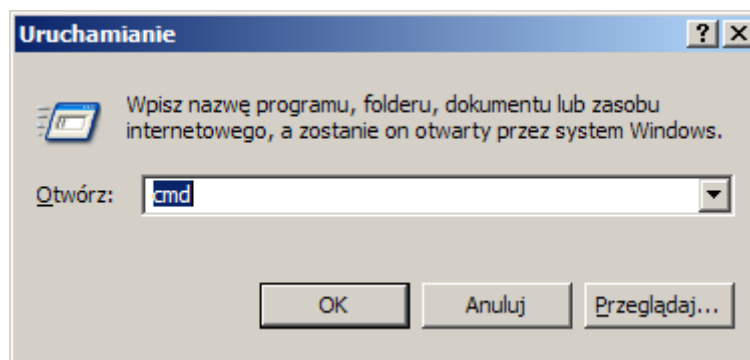 Uruchamianie
Wpisz nazwę programu, folderu, dokumentu lub zasobu
internetowego, a zostanie on otwarty przez system Windows.
Otwórz: cmd
OK Anuluj Przeglądaj...